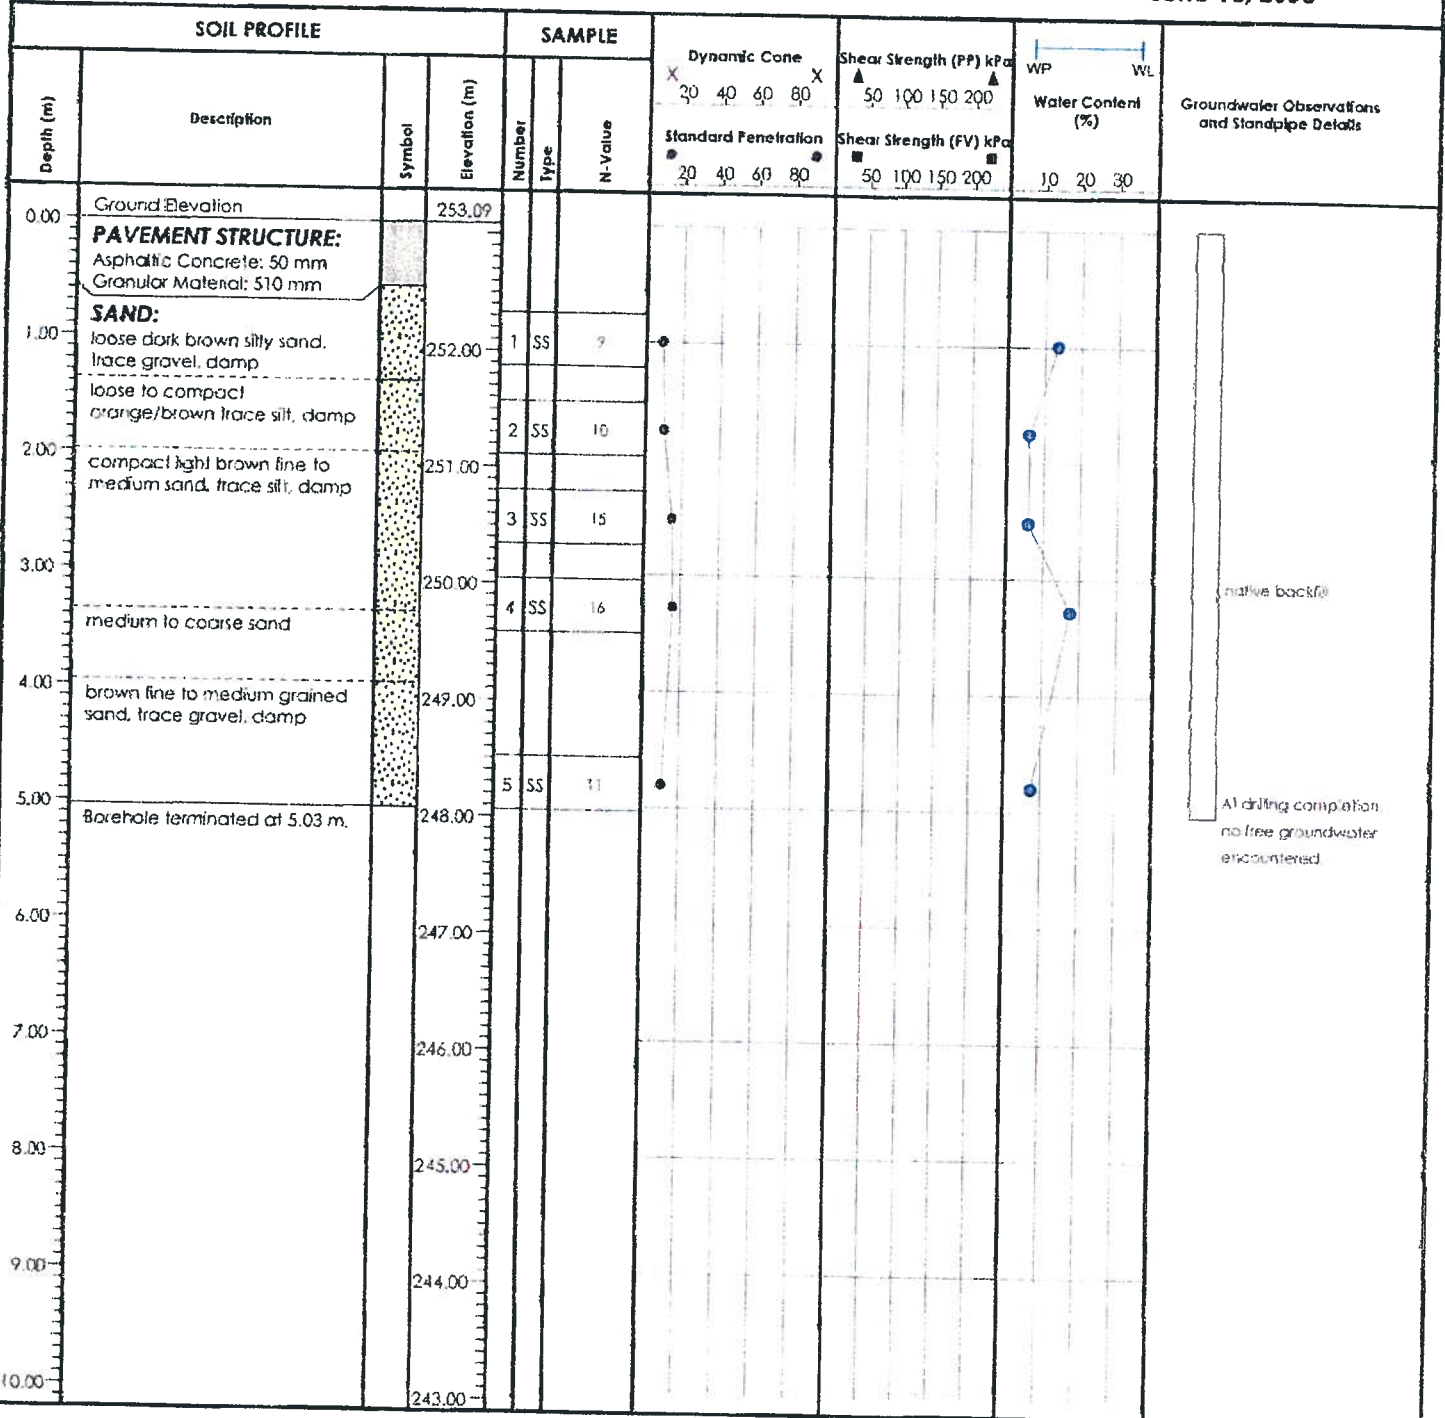 SOIL PROFILE
SAMPLE
Depth (m)
Description
Symbol
Elevation (m)
Number
Type
N-Value
Dynamic Cone
X X
20 40 60 80
Standard Penetration
20 40 60 80
Shear Strength (PP) kPa
50 100 150 200
Shear Strength (FV) kPa
50 100 150 200
WP WL
Water Content
(%)
10 20 30
Groundwater Observations
and Standpipe Details
0.00
Ground Elevation
253.09
PAVEMENT STRUCTURE:
Asphaltic Concrete: 50 mm
Granular Material: 510 mm
SAND:
1.00
loose dark brown silty sand,
trace gravel, damp
252.00
1 SS 9
loose to compact
orange/brown trace silt, damp
2 SS 10
2.00
compact light brown fine to
medium sand, trace silt, damp
251.00
3 SS 15
3.00
250.00
native backfill
4 SS 16
medium to coarse sand
4.00
brown fine to medium grained
sand, trace gravel, damp
249.00
5 SS 11
5.00
Borehole terminated at 5.03 m.
248.00
At drilling completion,
no free groundwater
encountered.
6.00
247.00
7.00
246.00
8.00
245.00
9.00
244.00
10.00
243.00